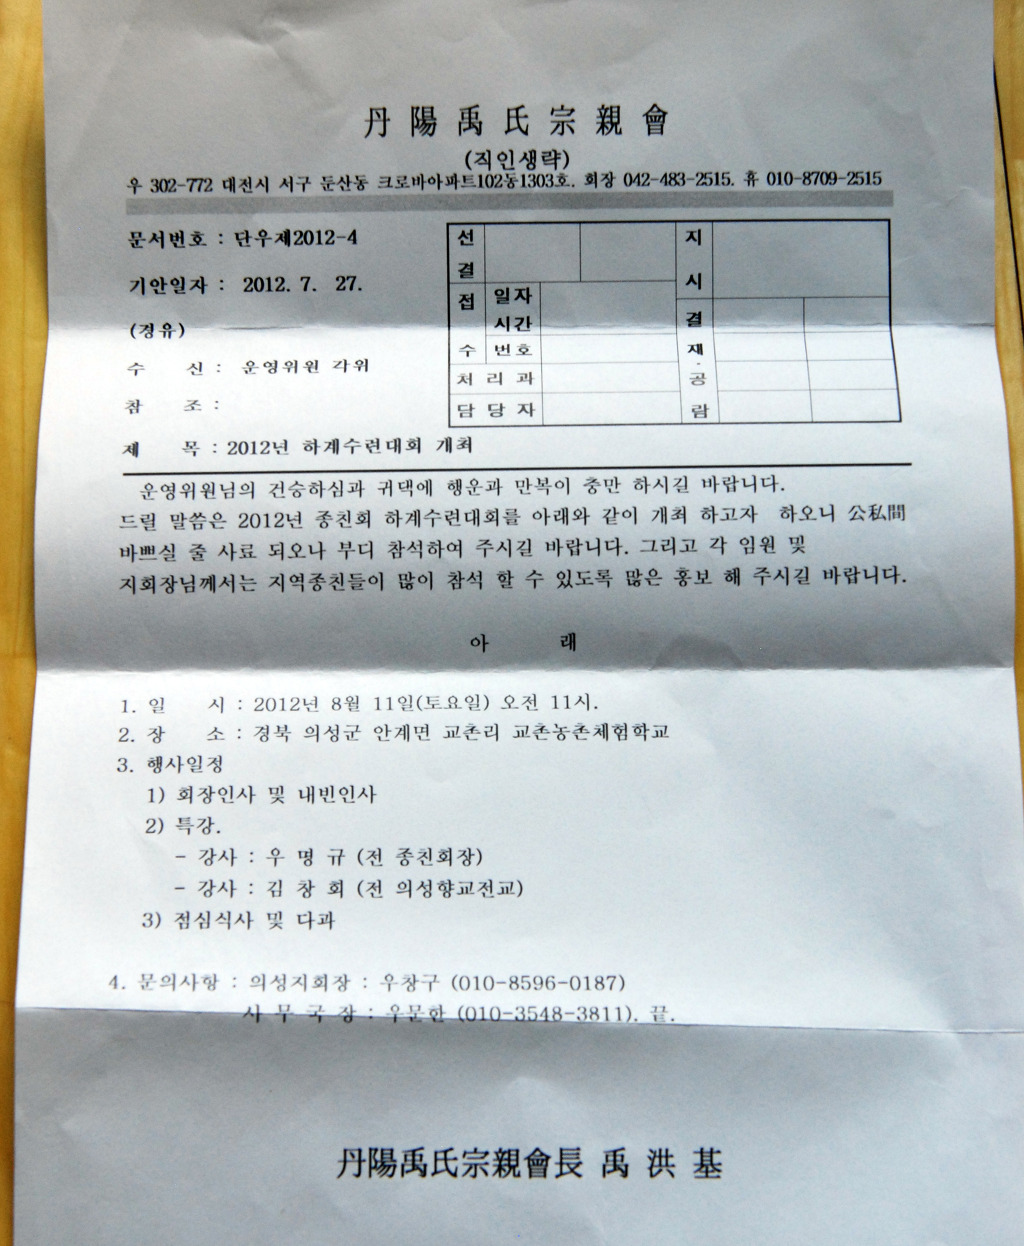 丹陽禹氏宗親會
(직인생략)
우 302-772 대전시 서구 둔산동 크로바아파트102동1303호. 회장 042-483-2515. 휴 010-8709-2515
문서번호 : 단우제2012-4
기안일자 : 2012. 7. 27.
(경유)
수 신 : 운영위원 각위
참 조 :
선결
지시
접수
일자
시간
번호
결재·공람
처 리 과
담 당 자
제 목 : 2012년 하계수련대회 개최
운영위원님의 건승하심과 귀댁에 행운과 만복이 충만 하시길 바랍니다.
드릴 말씀은 2012년 종친회 하계수련대회를 아래와 같이 개최 하고자 하오니 公私間
바쁘실 줄 사료 되오나 부디 참석하여 주시길 바랍니다. 그리고 각 임원 및
지회장님께서는 지역종친들이 많이 참석 할 수 있도록 많은 홍보 해 주시길 바랍니다.
아 래
1. 일 시 : 2012년 8월 11일(토요일) 오전 11시.
2. 장 소 : 경북 의성군 안계면 교촌리 교촌농촌체험학교
3. 행사일정
1) 회장인사 및 내빈인사
2) 특강.
- 강사 : 우 명 규 (전 종친회장)
- 강사 : 김 창 회 (전 의성향교전교)
3) 점심식사 및 다과
4. 문의사항 : 의성지회장 : 우창구 (010-8596-0187)
사 무 국 장 : 우문한 (010-3548-3811). 끝.
丹陽禹氏宗親會長 禹 洪 基